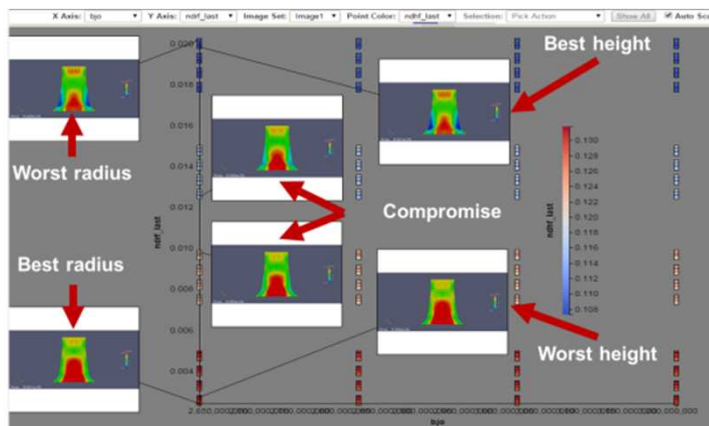 X Axis: bjo Y Axis: ndrf_last Image Set: Image1 Point Color: ndhf_last Selection: Pick Action Show All Auto Sca
Best height
Worst radius
Compromise
Best radius
Worst height
ndrf_last
0.020
0.018
0.016
0.014
0.012
0.010
0.008
0.006
0.004
ndhf_last
0.130
0.128
0.126
0.124
0.122
0.120
0.118
0.116
0.114
0.112
0.110
0.108
bjo